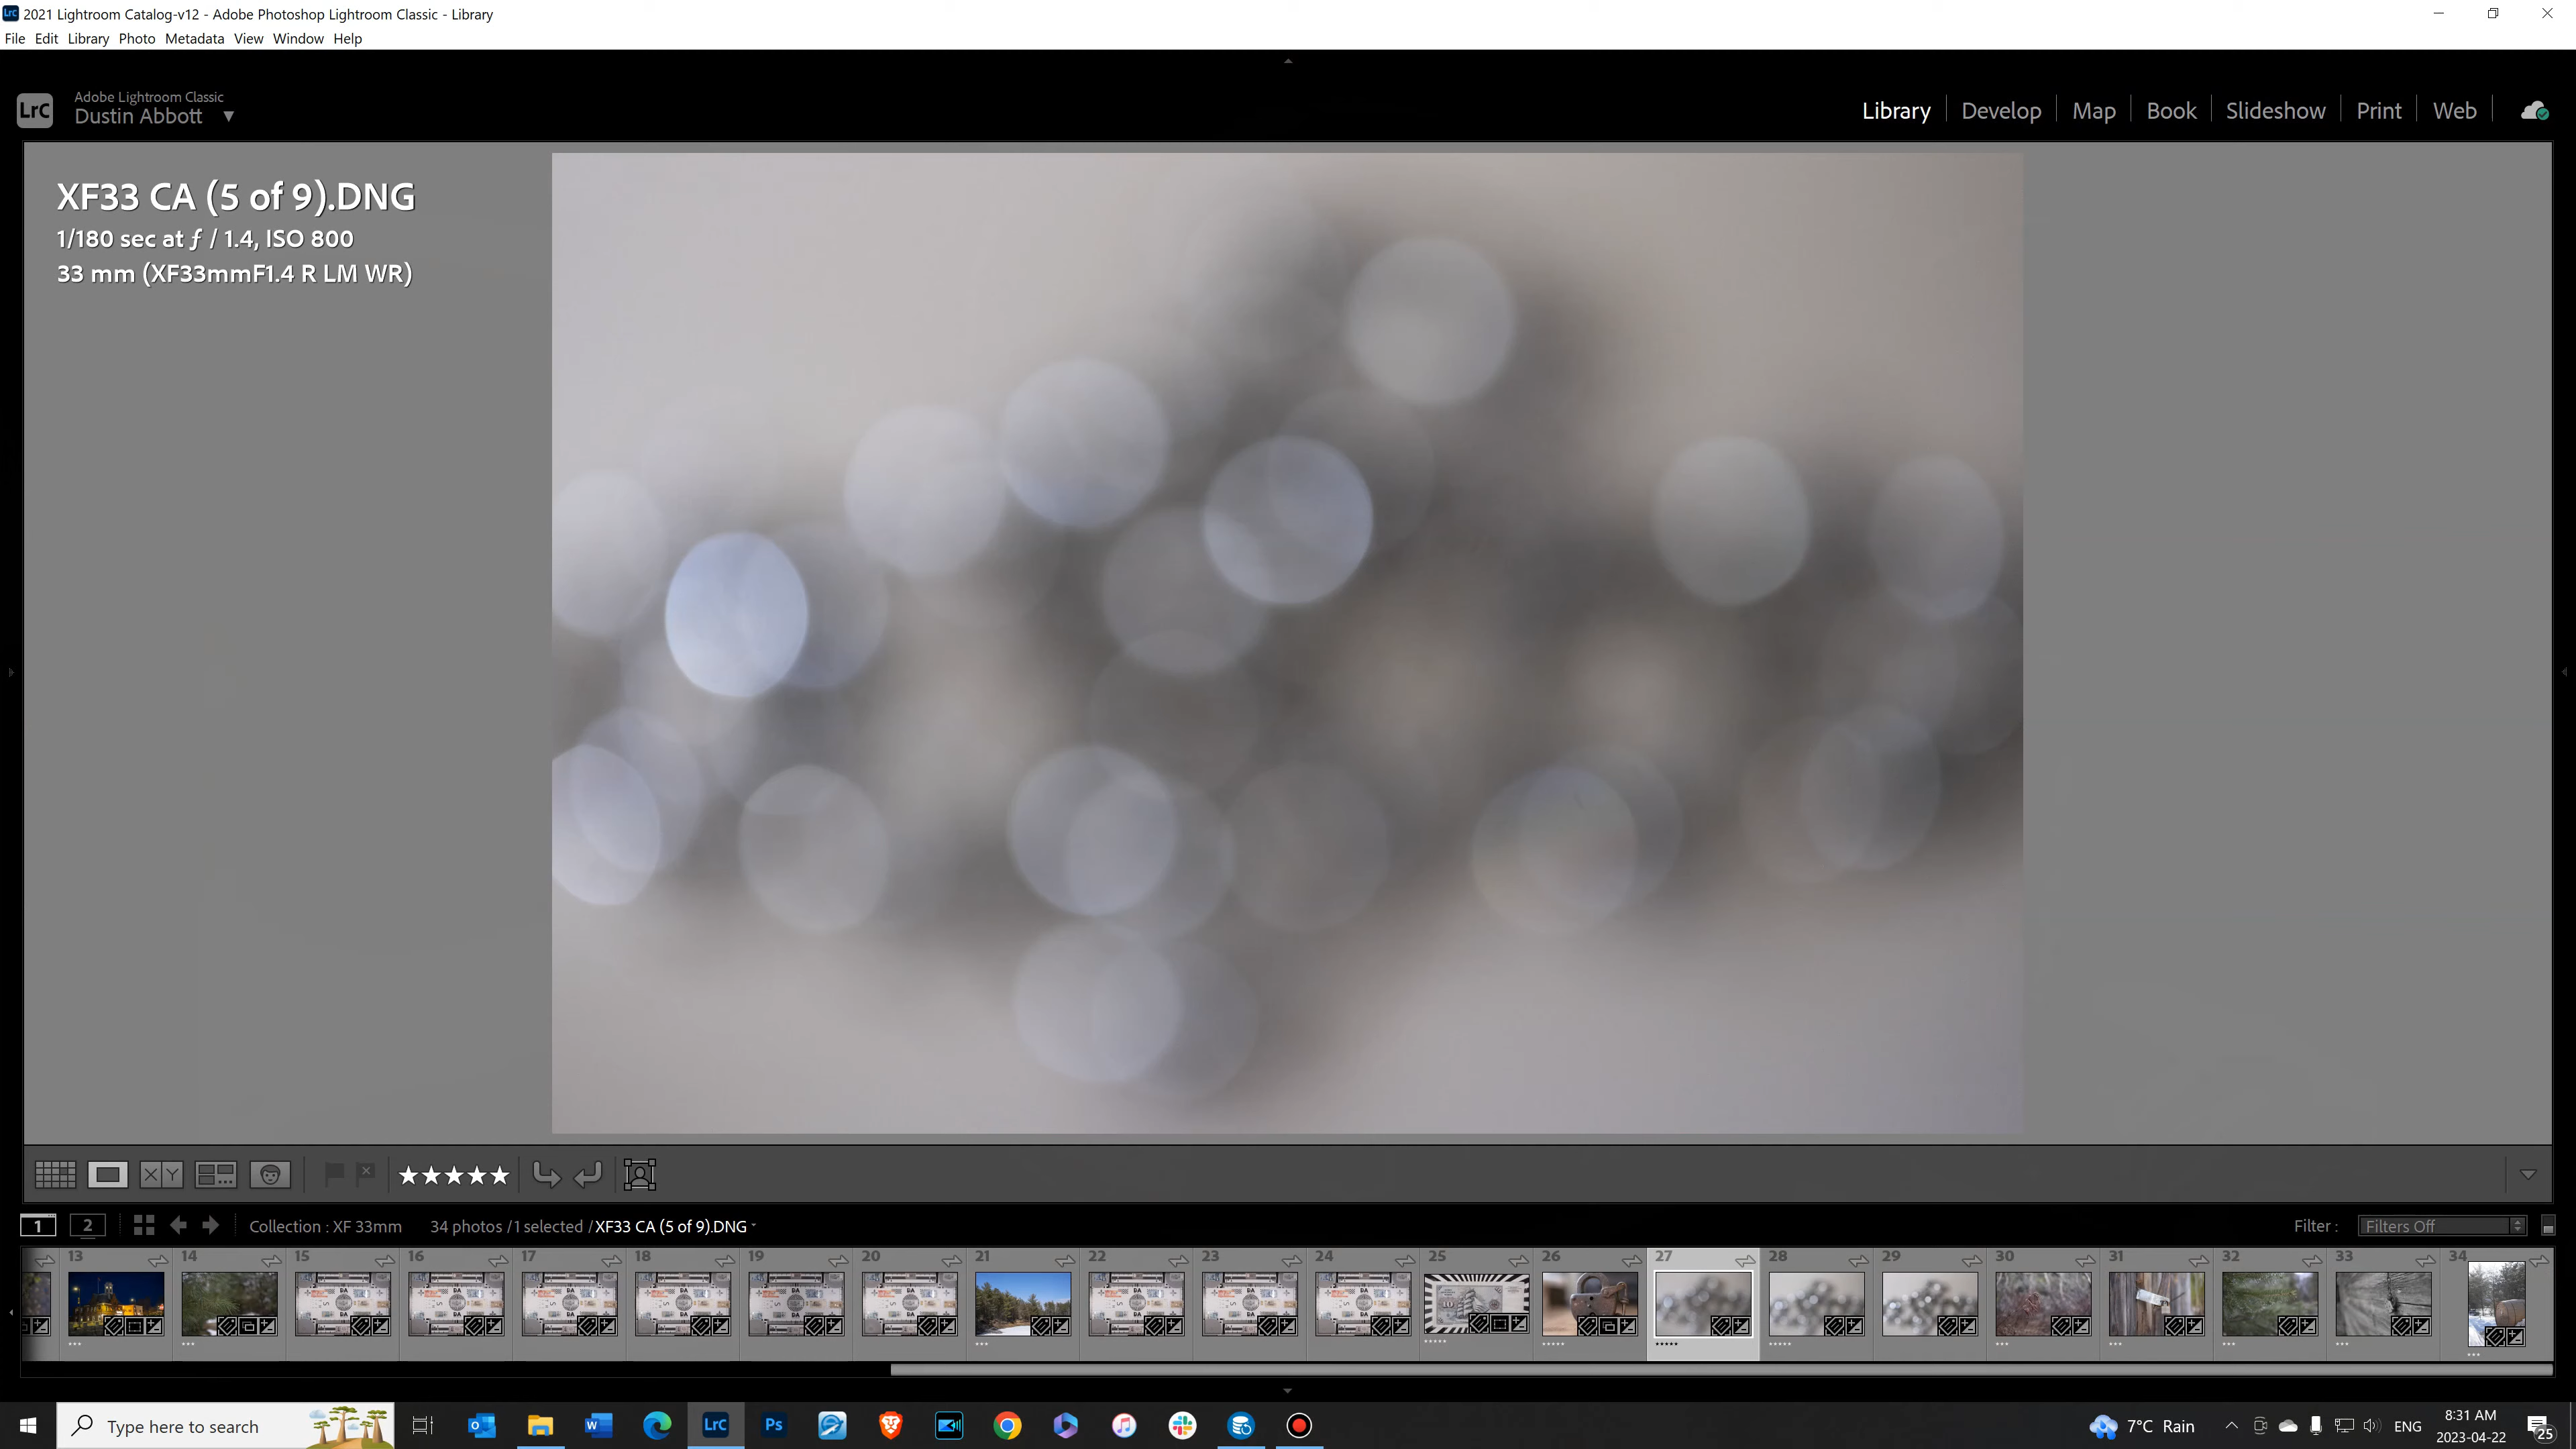 LrC 2021 Lightroom Catalog-v12 - Adobe Photoshop Lightroom Classic - Library
File Edit Library Photo Metadata View Window Help
LrC
Adobe Lightroom Classic
Dustin Abbott
Library Develop Map Book Slideshow Print Web
XF33 CA (5 of 9).DNG
1/180 sec at ƒ / 1.4, ISO 800
33 mm (XF33mmF1.4 R LM WR)
X Y
1 2 Collection : XF 33mm 34 photos / 1 selected / XF33 CA (5 of 9).DNG Filter : Filters Off
13 14 15 16 17 18 19 20 21 22 23 24 25 26 27 28 29 30 31 32 33 34
Type here to search
LrC Ps
7°C Rain
ENG
8:31 AM
2023-04-22
25